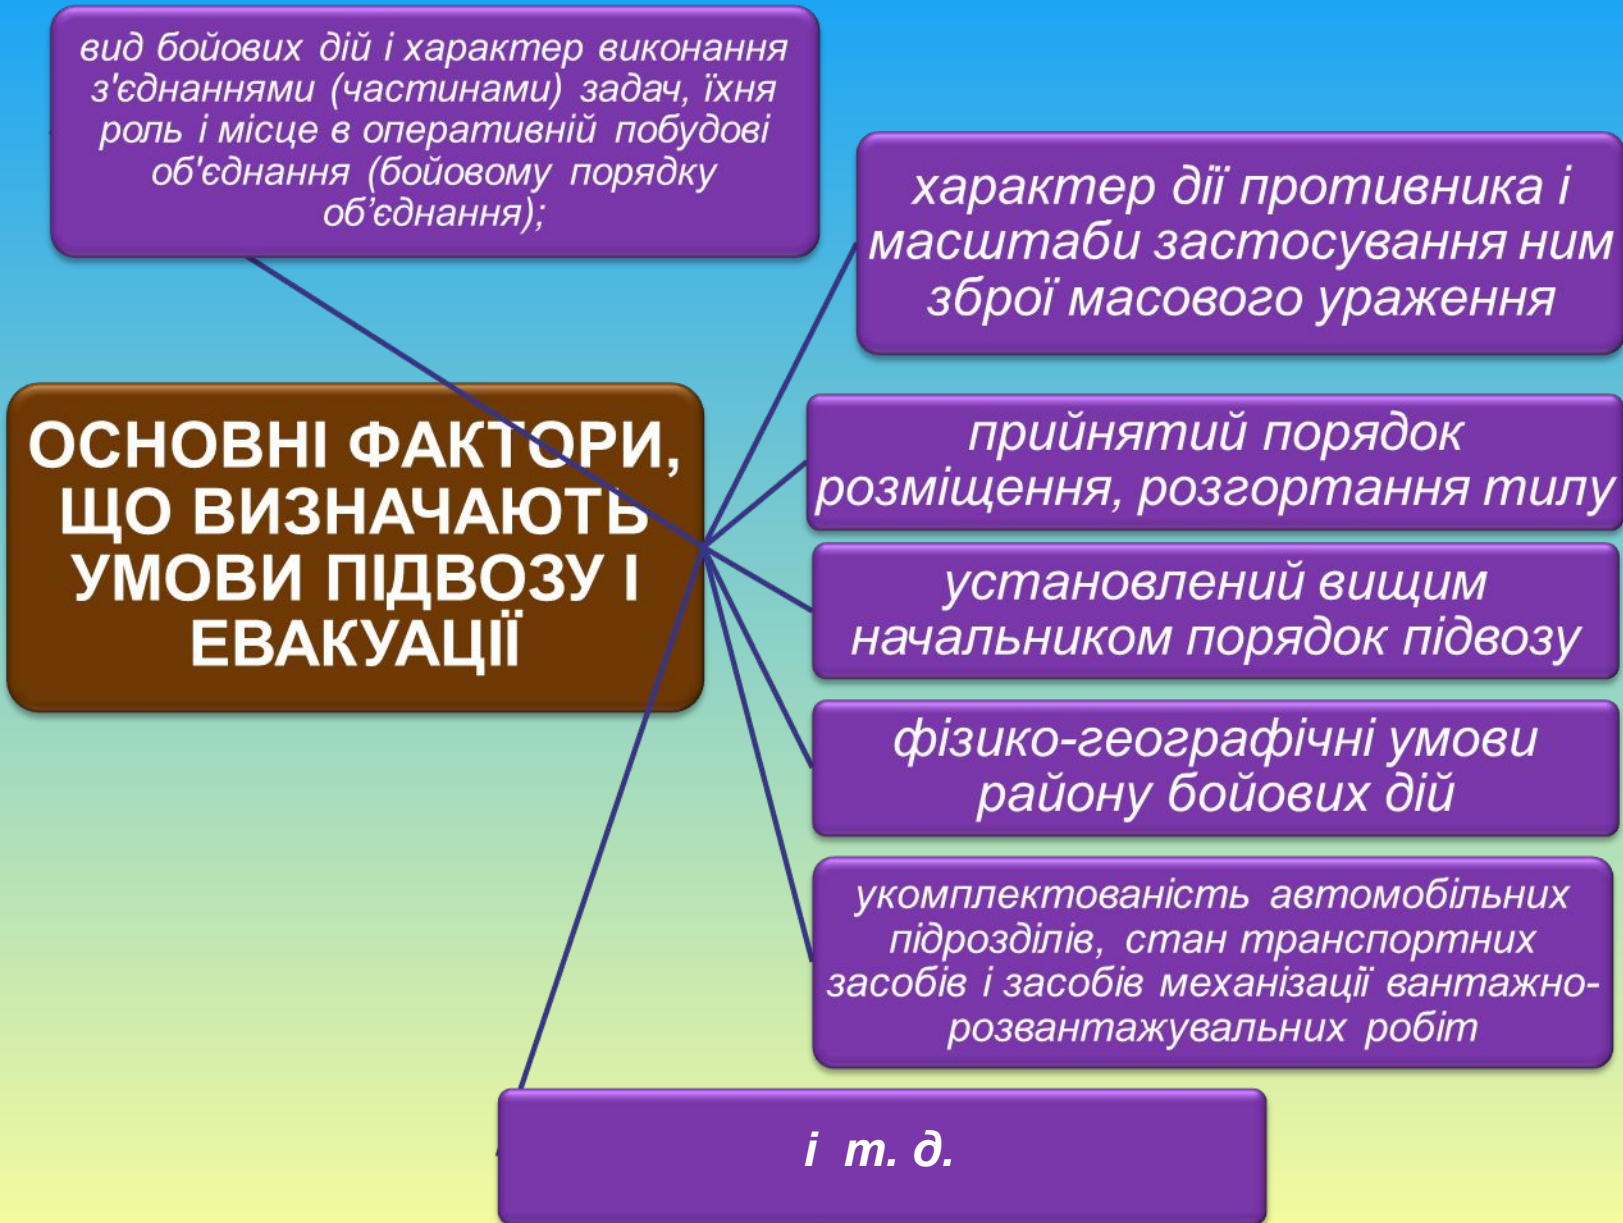 вид бойових дій і характер виконання
з'єднаннями (частинами) задач, їхня
роль і місце в оперативній побудові
об'єднання (бойовому порядку
об’єднання);
характер дії противника і
масштаби застосування ним
зброї масового ураження
ОСНОВНІ ФАКТОРИ,
ЩО ВИЗНАЧАЮТЬ
УМОВИ ПІДВОЗУ І
ЕВАКУАЦІЇ
прийнятий порядок
розміщення, розгортання тилу
установлений вищим
начальником порядок підвозу
фізико-географічні умови
району бойових дій
укомплектованість автомобільних
підрозділів, стан транспортних
засобів і засобів механізації вантажно-
розвантажувальних робіт
і т. д.